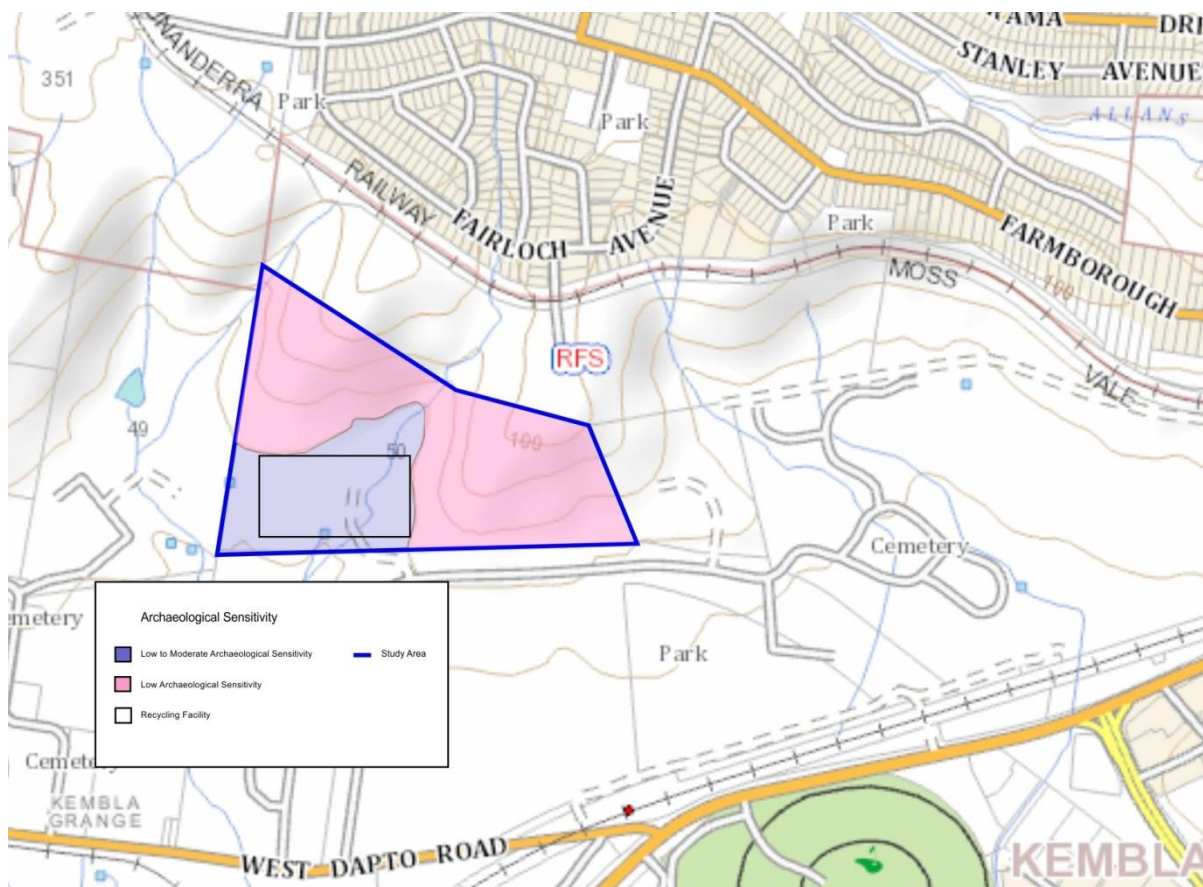 AMA
DRI
STANLEY AVENUE
ALLANS
351
UNANDERRA
Park
Park
RAILWAY
FAIRLOCH AVENUE
Park
FARMBOROUGH
MOSS
100
VALE
RFS
49
50
100
Cemetery
emetery
Park
Archaeological Sensitivity
Low to Moderate Archaeological Sensitivity
Study Area
Low Archaeological Sensitivity
Recycling Facility
Cemetery
KEMBLA
GRANGE
WEST DAPTO ROAD
KEMBLA